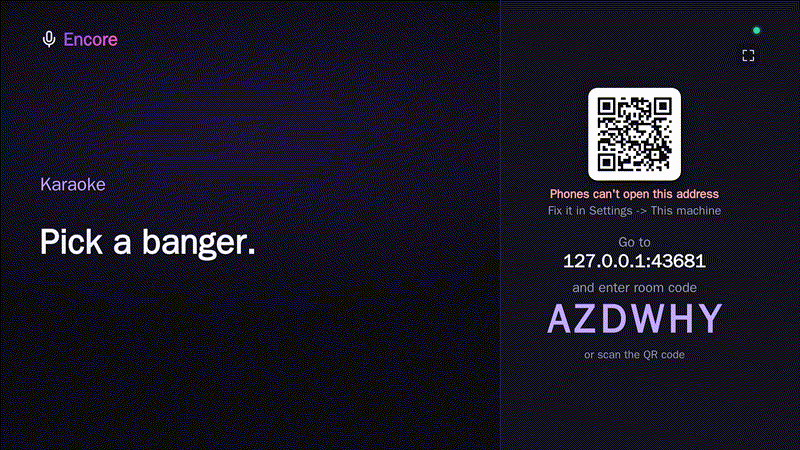 Encore
Karaoke
Pick a banger.
Phones can't open this address
Fix it in Settings -> This machine
Go to
127.0.0.1:43681
and enter room code
AZDWHY
or scan the QR code